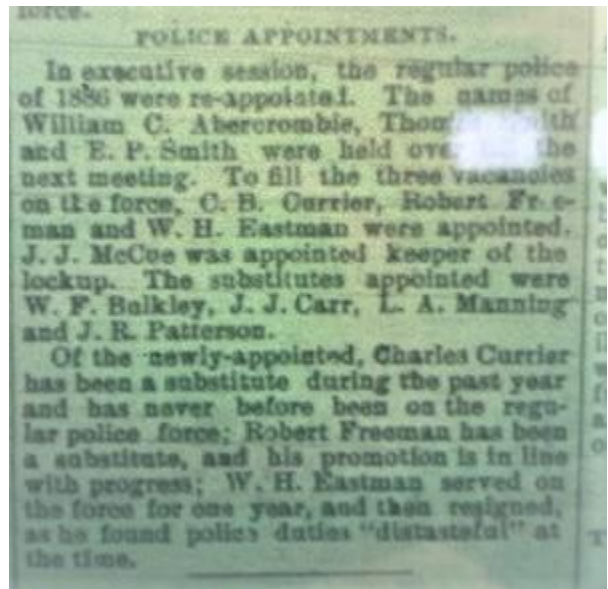 force.
POLICE APPOINTMENTS.
In executive session, the regular police
of 1886 were re-appointed. The names of
William C. Abercrombie,
and E. P. Smith were held the
next meeting. To fill the three vacancies
on the force, C. B. Currier, Robert Free-
man and W. H. Eastman were appointed.
J. J. McCoe was appointed keeper of the
lockup. The substitutes appointed were
W. F. Bulkley, J. J. Carr, L. A. Manning
and J. R. Patterson.
Of the newly-appointed, Charles Currier
has been a substitute during the past year
and has never before been on the regu-
lar police force; Robert Freeman has been
a substitute, and his promotion is in line
with progress; W. H. Eastman served on
the force for one year, and then resigned,
as he found police duties "distasteful" at
the time.